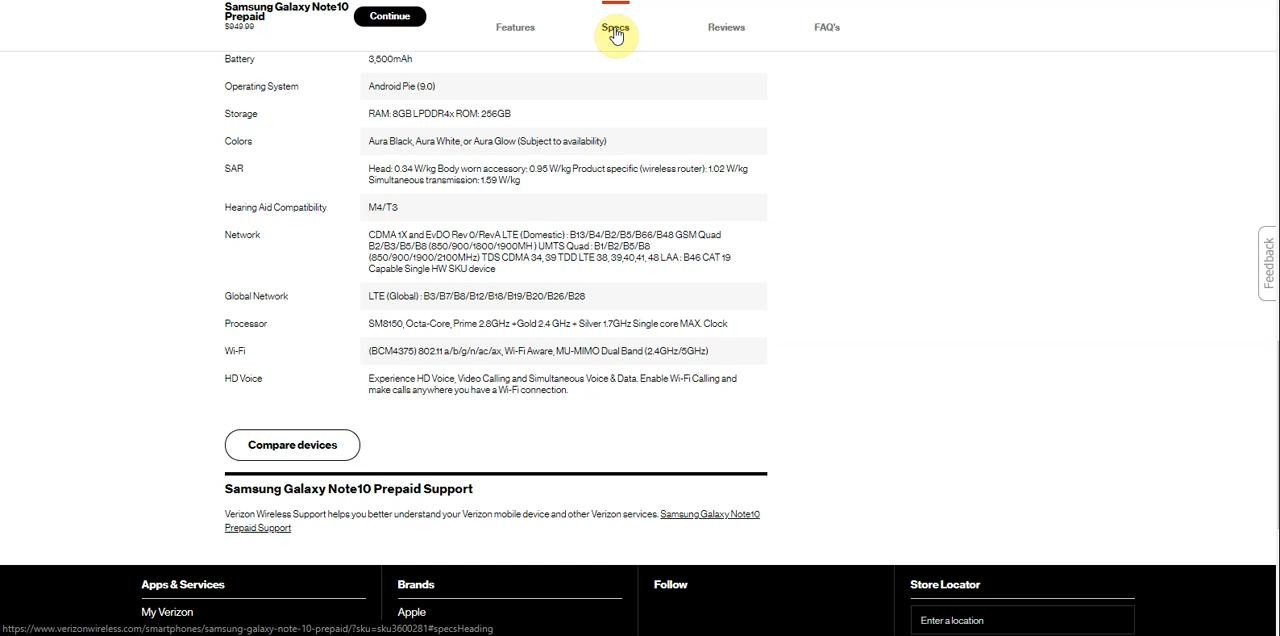 Samsung Galaxy Note10
Prepaid
$949.99
Continue
Features
Specs
Reviews
FAQ's
Battery 3,500mAh
Operating System Android Pie (9.0)
Storage RAM: 8GB LPDDR4x ROM: 256GB
Colors Aura Black, Aura White, or Aura Glow (Subject to availability)
SAR Head: 0.34 W/kg Body worn accessory: 0.95 W/kg Product specific (wireless router): 1.02 W/kg
Simultaneous transmission: 1.59 W/kg
Hearing Aid Compatibility M4/T3
Network CDMA 1X and EvDO Rev 0/RevA LTE (Domestic) : B13/B4/B2/B5/B66/B48 GSM Quad
B2/B3/B5/B8 (850/900/1800/1900MH ) UMTS Quad : B1/B2/B5/B8
(850/900/1900/2100MHz) TDS CDMA 34, 39 TDD LTE 38, 39,40,41, 48 LAA : B46 CAT 19
Capable Single HW SKU device
Global Network LTE (Global) : B3/B7/B8/B12/B18/B19/B20/B26/B28
Processor SM8150, Octa-Core, Prime 2.8GHz +Gold 2.4 GHz + Silver 1.7GHz Single core MAX. Clock
Wi-Fi (BCM4375) 802.11 a/b/g/n/ac/ax, Wi-Fi Aware, MU-MIMO Dual Band (2.4GHz/5GHz)
HD Voice Experience HD Voice, Video Calling and Simultaneous Voice & Data. Enable Wi-Fi Calling and
make calls anywhere you have a Wi-Fi connection.
Feedback
Compare devices
Samsung Galaxy Note10 Prepaid Support
Verizon Wireless Support helps you better understand your Verizon mobile device and other Verizon services. Samsung Galaxy Note10
Prepaid Support
Apps & Services
My Verizon
Brands
Apple
Follow
Store Locator
Enter a location
https://www.verizonwireless.com/smartphones/samsung-galaxy-note-10-prepaid/?sku=sku3600281#specsHeading